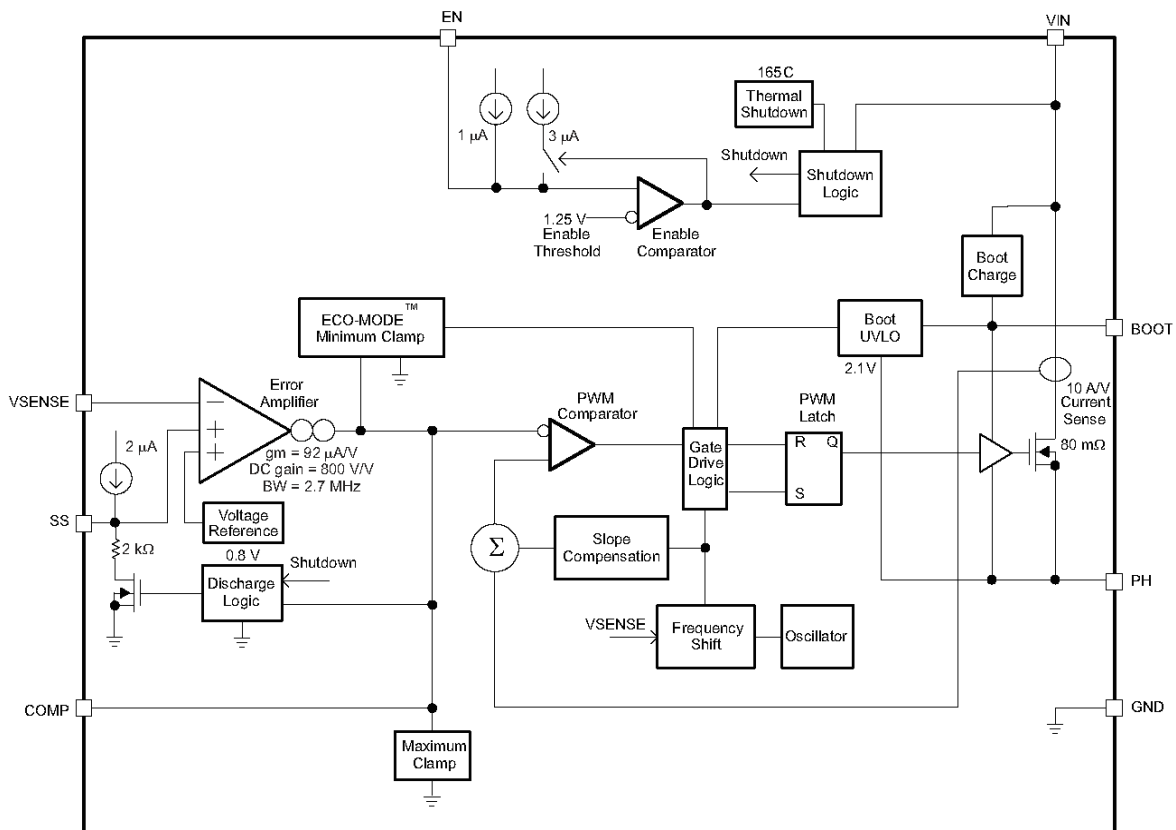 EN
VIN
165C
Thermal
Shutdown
1 μA
3 μA
Shutdown
Shutdown
Logic
1.25 V
Enable
Threshold
Enable
Comparator
Boot
Charge
ECO-MODE™
Minimum Clamp
Boot
UVLO
BOOT
2.1V
VSENSE
Error
Amplifier
PWM
Comparator
PWM
Latch
10 A/V
Current
Sense
2 μA
gm = 92 μA/V
DC gain = 800 V/V
BW = 2.7 MHz
Gate
Drive
Logic
R
Q
S
80 mΩ
SS
Voltage
Reference
2 kΩ
0.8 V
Shutdown
Discharge
Logic
Σ
Slope
Compensation
PH
VSENSE
Frequency
Shift
Oscillator
COMP
GND
Maximum
Clamp